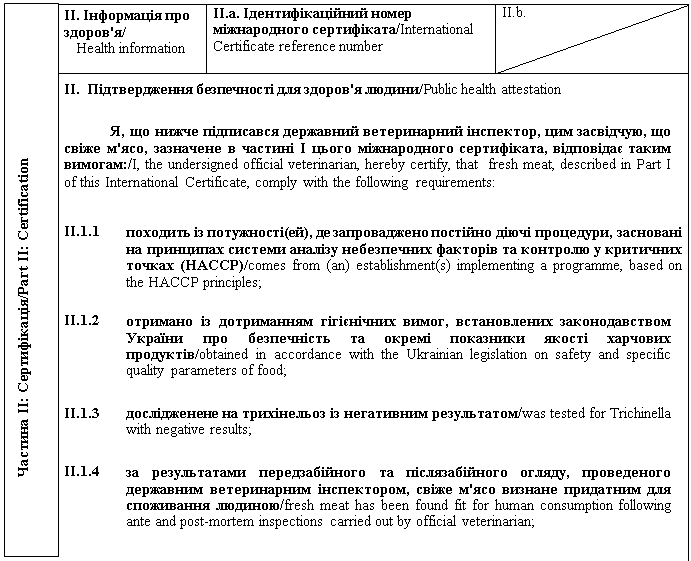 II. Інформація про
здоров'я/
Health information
II.a. Ідентифікаційний номер
міжнародного сертифіката/International
Certificate reference number
II.b.
II. Підтвердження безпечності для здоров'я людини/Public health attestation
Я, що нижче підписався державний ветеринарний інспектор, цим засвідчую, що
свіже м'ясо, зазначене в частині I цього міжнародного сертифіката, відповідає таким
вимогам:/I, the undersigned official veterinarian, hereby certify, that fresh meat, described in Part I
of this International Certificate, comply with the following requirements:
II.1.1 походить із потужності(ей), де запроваджено постійно діючі процедури, засновані
на принципах системи аналізу небезпечних факторів та контролю у критичних
точках (НАССР)/comes from (an) establishment(s) implementing a programme, based on
the HACCP principles;
II.1.2 отримано із дотриманням гігієнічних вимог, встановлених законодавством
України про безпечність та окремі показники якості харчових
продуктів/obtained in accordance with the Ukrainian legislation on safety and specific
quality parameters of food;
II.1.3 дослідженене на трихінельоз із негативним результатом/was tested for Trichinella
with negative results;
II.1.4 за результатами передзабійного та післязабійного огляду, проведеного
державним ветеринарним інспектором, свіже м'ясо визнане придатним для
споживання людиною/fresh meat has been found fit for human consumption following
ante and post-mortem inspections carried out by official veterinarian;
Частина II: Сертифікація/Part II: Certification